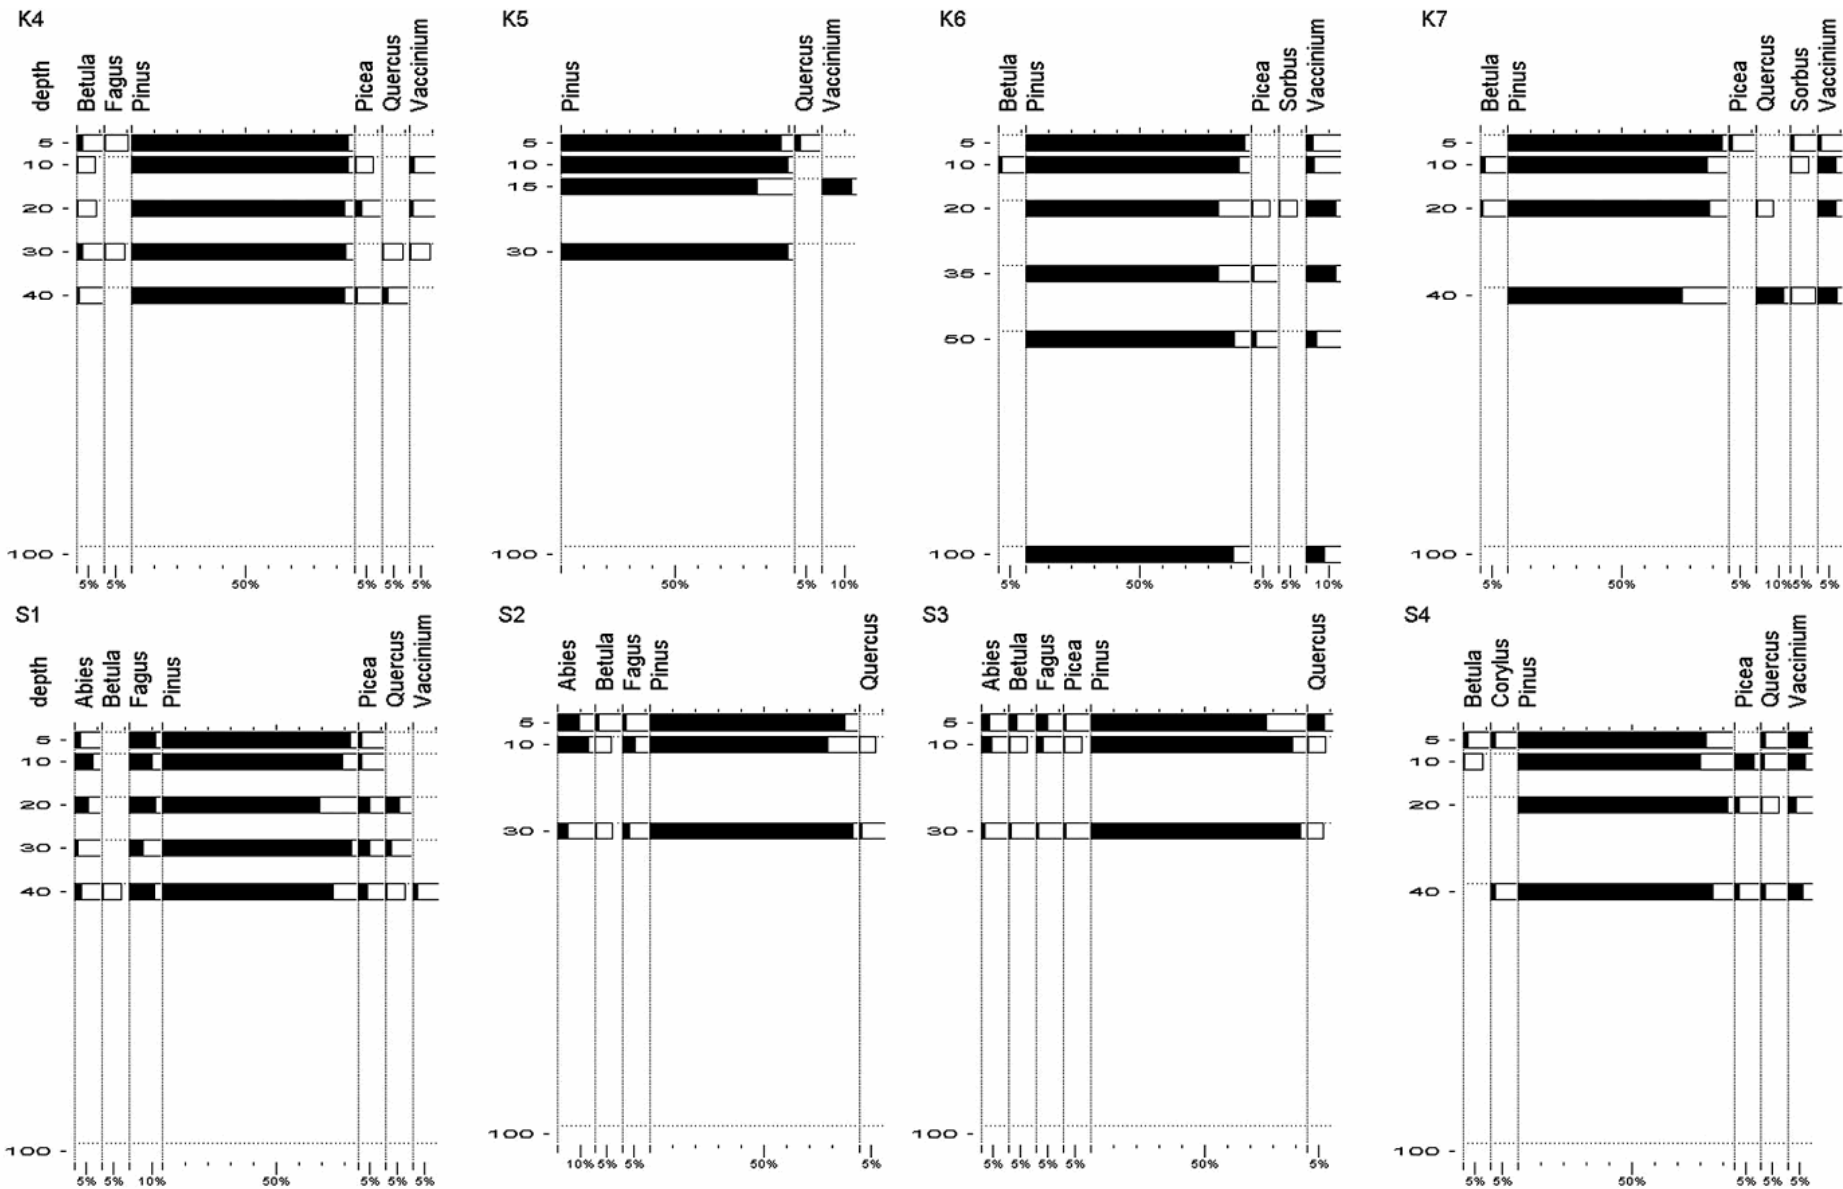 K4 K5 K6 K7
depth Betula Fagus Pinus Picea Quercus Vaccinium Pinus Quercus Vaccinium Betula Pinus Picea Sorbus Vaccinium Betula Pinus Picea Quercus Sorbus Vaccinium
5 - 5 - 5 - 5 -
10 - 10 - 10 - 10 -
15 -
20 - 20 - 20 -
30 - 30 -
35 -
40 - 40 -
50 -
100 - 100 - 100 - 100 -
5% 5% 50% 5% 5% 5% 50% 5% 10% 5% 50% 5% 5% 10% 5% 50% 5% 10% 5% 5%
S1 S2 S3 S4
depth Abies Betula Fagus Pinus Picea Quercus Vaccinium Abies Betula Fagus Pinus Quercus Abies Betula Fagus Picea Pinus Quercus Betula Corylus Pinus Picea Quercus Vaccinium
5 - 5 - 5 - 5 -
10 - 10 - 10 - 10 -
20 - 20 -
30 - 30 - 30 -
40 - 40 -
100 - 100 - 100 - 100 -
5% 5% 10% 50% 5% 5% 5% 10% 5% 5% 50% 5% 5% 5% 5% 5% 50% 5% 5% 5% 50% 5% 5% 5%